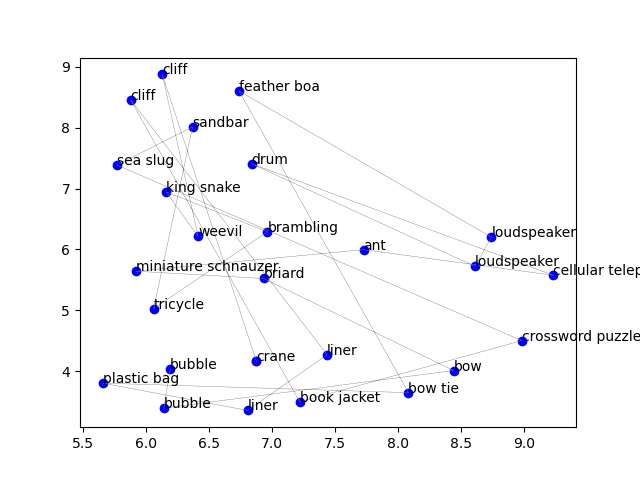 cliff
feather boa
cliff
sandbar
sea slug
drum
king snake
weevil
brambling
loudspeaker
ant
loudspeaker
miniature schnauzer
briard
cellular telep
tricycle
crossword puzzle
bubble
crane
liner
bow
plastic bag
bow tie
bubble
liner
book jacket
9
8
7
6
5
4
5.5 6.0 6.5 7.0 7.5 8.0 8.5 9.0